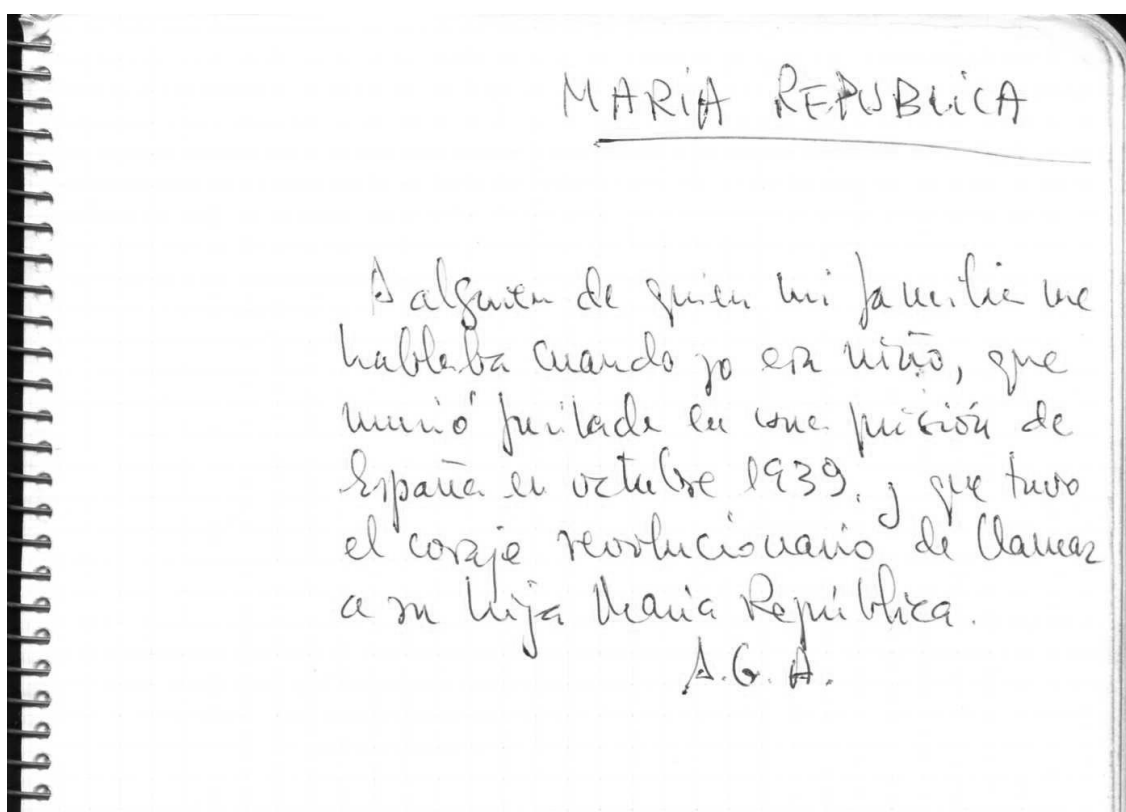 MARIA REPUBLICA
A alguien de quien mi familia me
hablaba cuando yo era niño, que
murió fusilado en una prisión de
España en octubre 1939, y que tuvo
el coraje revolucionario de llamar
a su hija María República.
A.G.A.